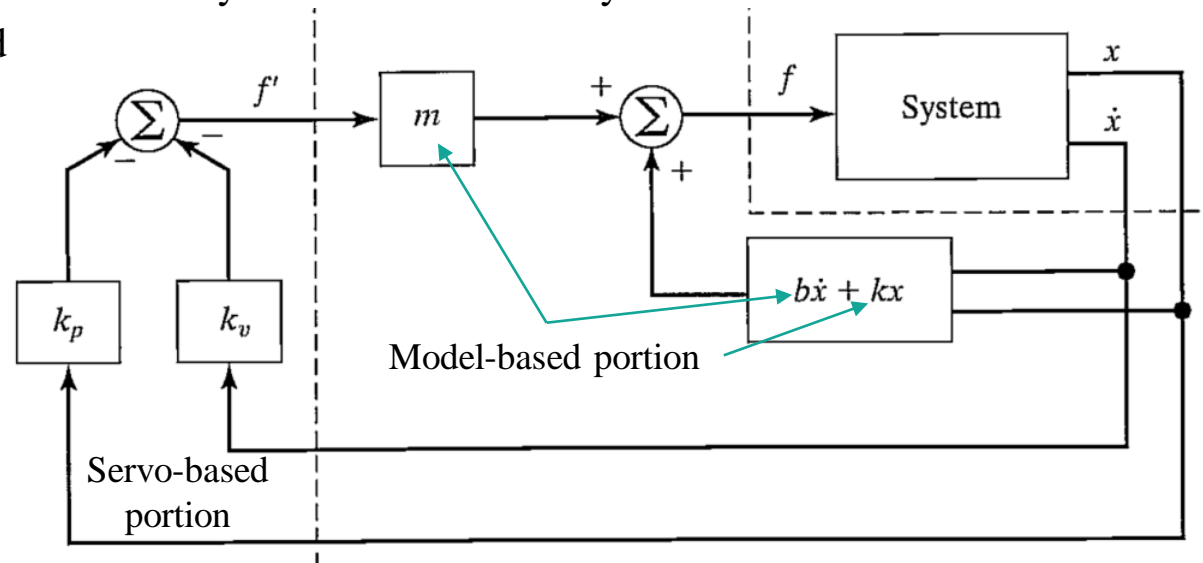 d
y
y
f'
m
+
Σ
f
System
x
ẋ
Σ
−
−
+
k_p
k_v
bẋ + kx
Model-based portion
Servo-based
portion